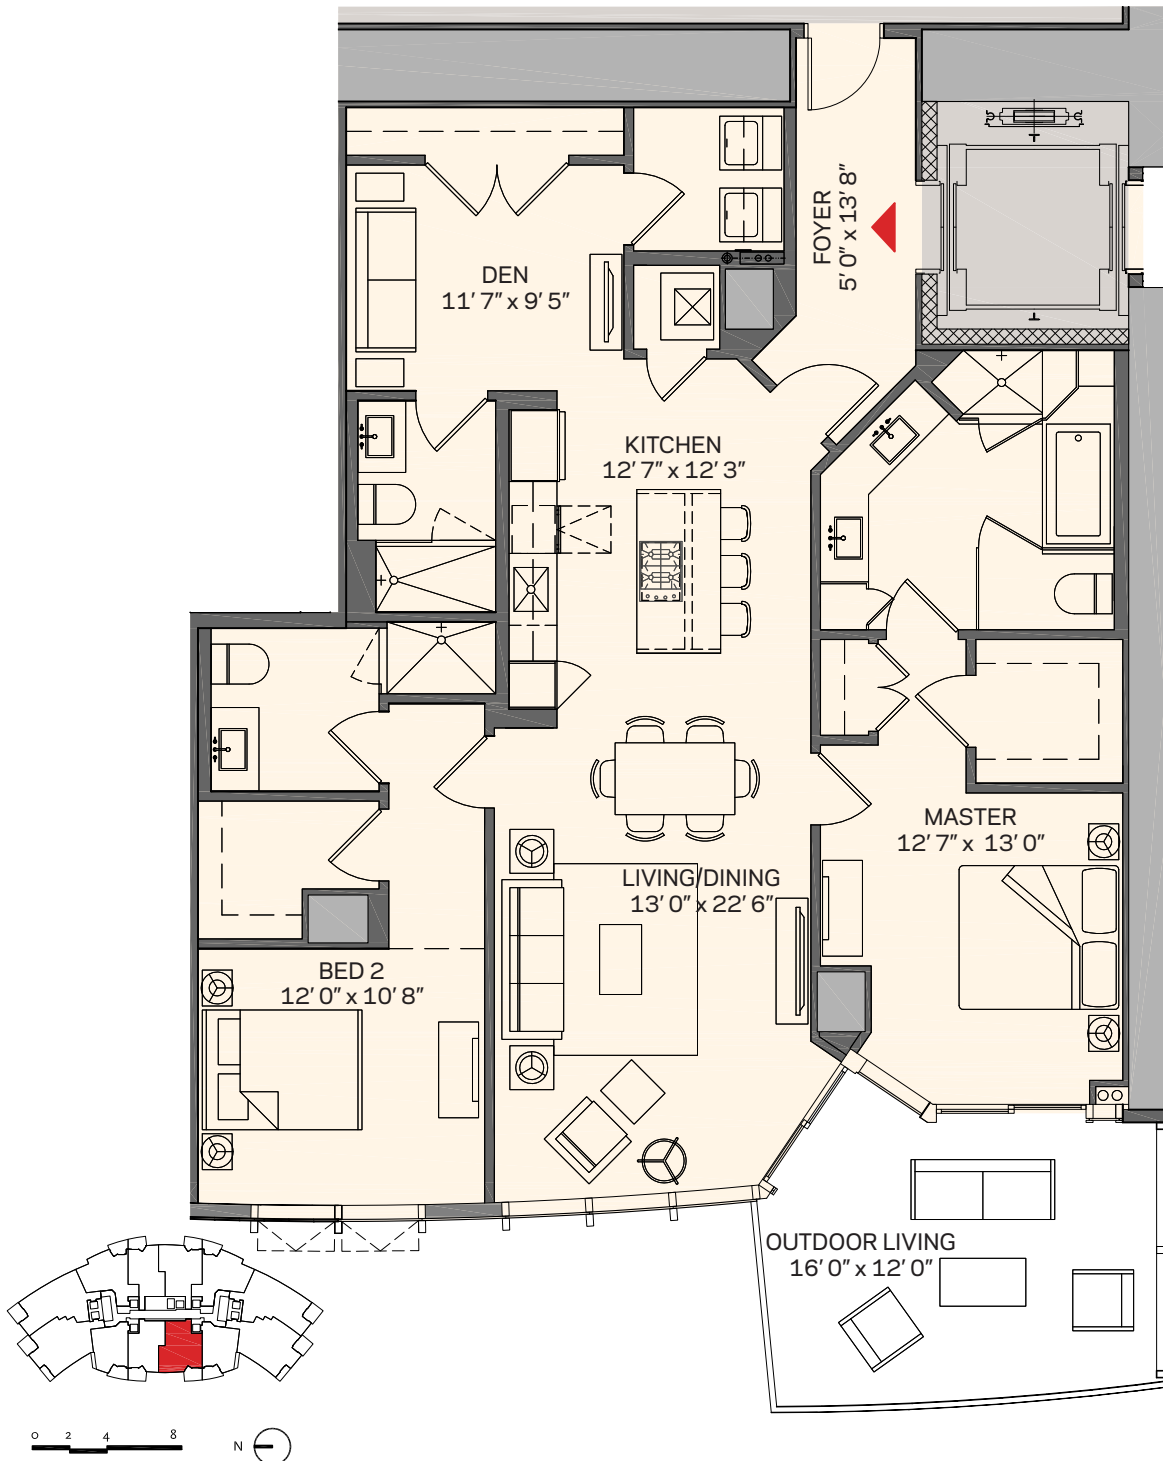 FOYER
5' 0" x 13' 8"
DEN
11' 7" x 9' 5"
KITCHEN
12' 7" x 12' 3"
MASTER
12' 7" x 13' 0"
LIVING/DINING
13' 0" x 22' 6"
BED 2
12' 0" x 10' 8"
OUTDOOR LIVING
16' 0" x 12' 0"
0 2 4 8
N